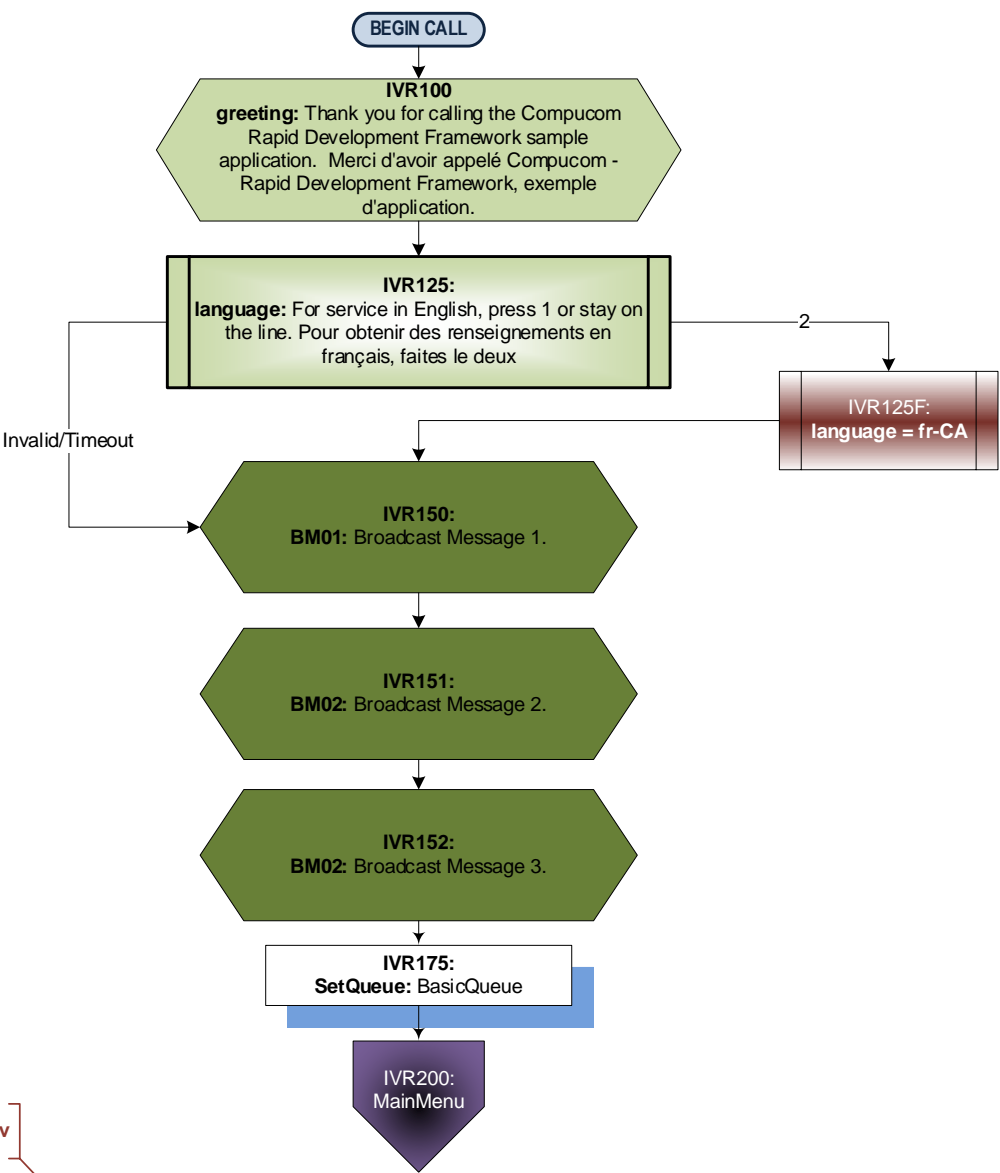 BEGIN CALL
IVR100
greeting: Thank you for calling the Compucom
Rapid Development Framework sample
application.  Merci d'avoir appelé Compucom -
Rapid Development Framework, exemple
d'application.
IVR125:
language: For service in English, press 1 or stay on
the line. Pour obtenir des renseignements en
français, faites le deux
2
IVR125F:
language = fr-CA
Invalid/Timeout
IVR150:
BM01: Broadcast Message 1.
IVR151:
BM02: Broadcast Message 2.
IVR152:
BM02: Broadcast Message 3.
IVR175:
SetQueue: BasicQueue
IVR200:
MainMenu